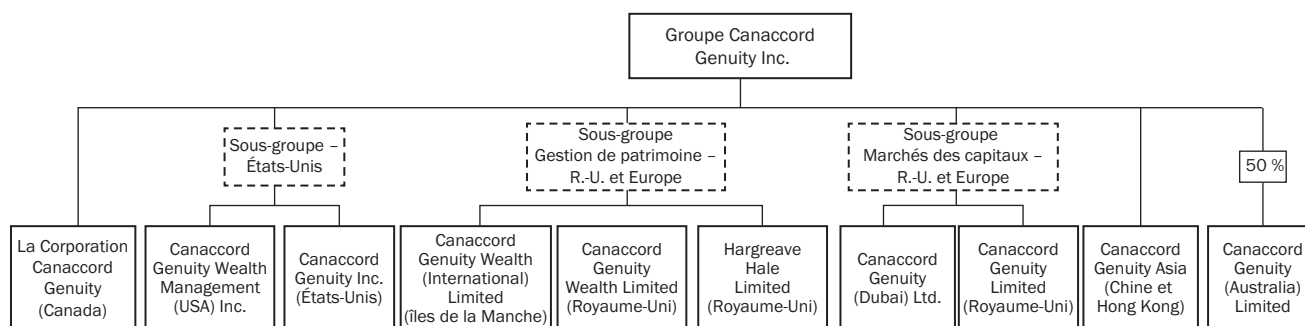 Groupe Canaccord
Genuity Inc.
Sous-groupe –
États-Unis
Sous-groupe
Gestion de patrimoine –
R.-U. et Europe
Sous-groupe
Marchés des capitaux –
R.-U. et Europe
50 %
La Corporation
Canaccord
Genuity
(Canada)
Canaccord
Genuity Wealth
Management
(USA) Inc.
Canaccord
Genuity Inc.
(États-Unis)
Canaccord
Genuity Wealth
(International)
Limited
(îles de la Manche)
Canaccord
Genuity
Wealth Limited
(Royaume-Uni)
Hargreave
Hale
Limited
(Royaume-Uni)
Canaccord
Genuity
(Dubai) Ltd.
Canaccord
Genuity
Limited
(Royaume-Uni)
Canaccord
Genuity Asia
(Chine et
Hong Kong)
Canaccord
Genuity
(Australia)
Limited